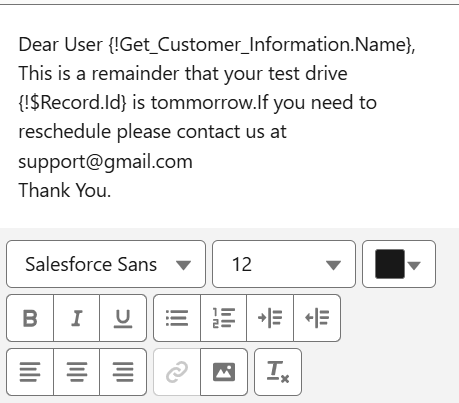 Dear User {!Get_Customer_Information.Name},
This is a remainder that your test drive
{!$Record.Id} is tommorrow.If you need to
reschedule please contact us at
support@gmail.com
Thank You.
Salesforce Sans
12
B I U